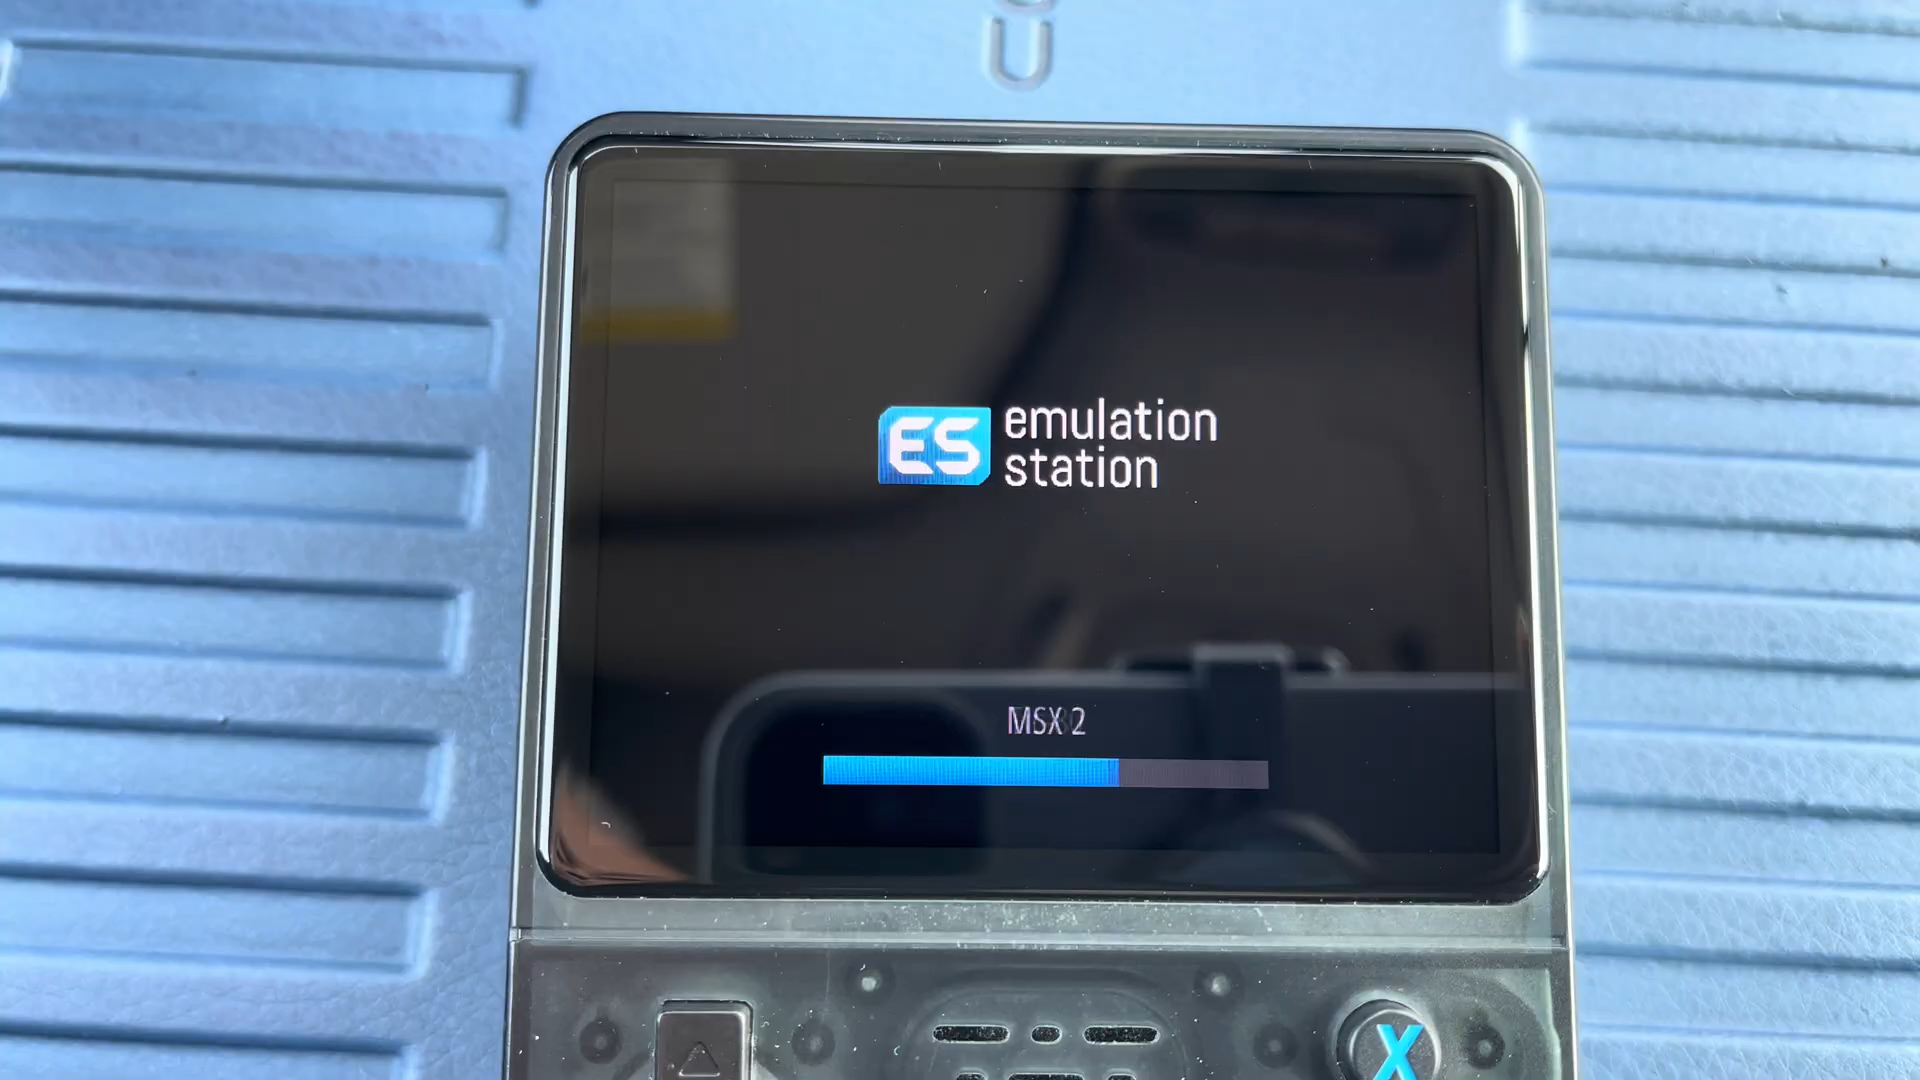 U
ES
emulation
station
MSX 2
X